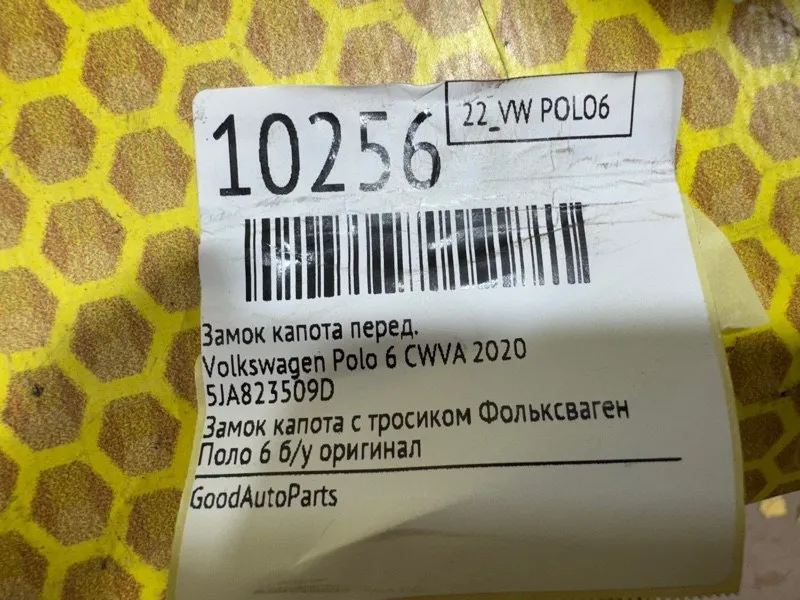 10256
22_VW POLO6
Замок капота перед.
Volkswagen Polo 6 CWVA 2020
5JA823509D
Замок капота с тросиком Фольксваген
Поло 6 б/у оригинал
GoodAutoParts